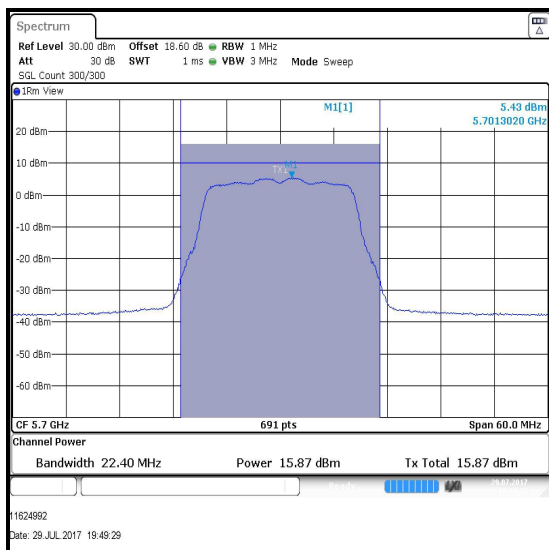 Spectrum
Ref Level 30.00 dBm Offset 18.60 dB RBW 1 MHz
Att 30 dB SWT 1 ms VBW 3 MHz Mode Sweep
SGL Count 300/300
1Rm View
M1[1] 5.43 dBm
5.7013020 GHz
20 dBm
10 dBm
M1
Tx1
0 dBm
-10 dBm
-20 dBm
-30 dBm
-40 dBm
-50 dBm
-60 dBm
CF 5.7 GHz 691 pts Span 60.0 MHz
Channel Power
Bandwidth 22.40 MHz Power 15.87 dBm Tx Total 15.87 dBm
Ready 29.07.2017
11624992
Date: 29.JUL.2017 19:49:29